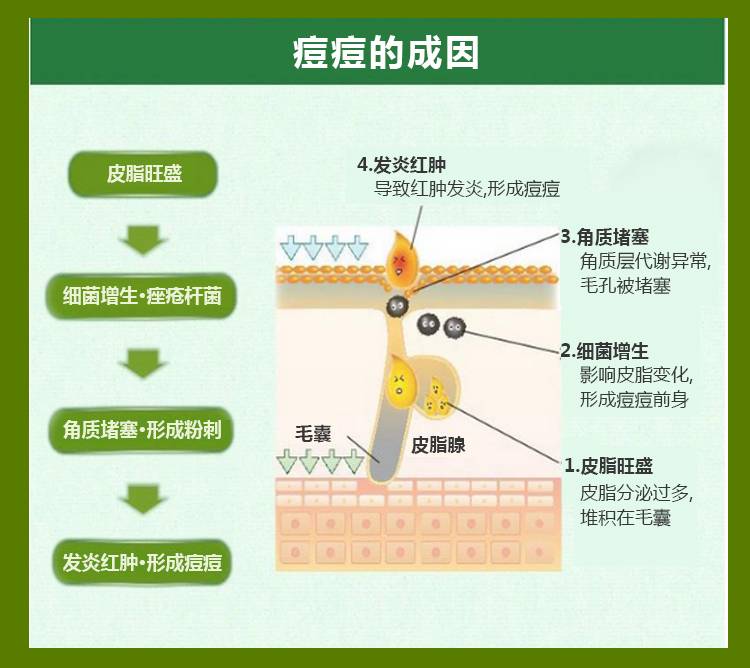 痘痘的成因
皮脂旺盛
细菌增生•痤疮杆菌
角质堵塞•形成粉刺
发炎红肿•形成痘痘
4.发炎红肿
导致红肿发炎,形成痘痘
3.角质堵塞
角质层代谢异常,
毛孔被堵塞
2.细菌增生
影响皮脂变化,
形成痘痘前身
毛囊
皮脂腺
1.皮脂旺盛
皮脂分泌过多,
堆积在毛囊